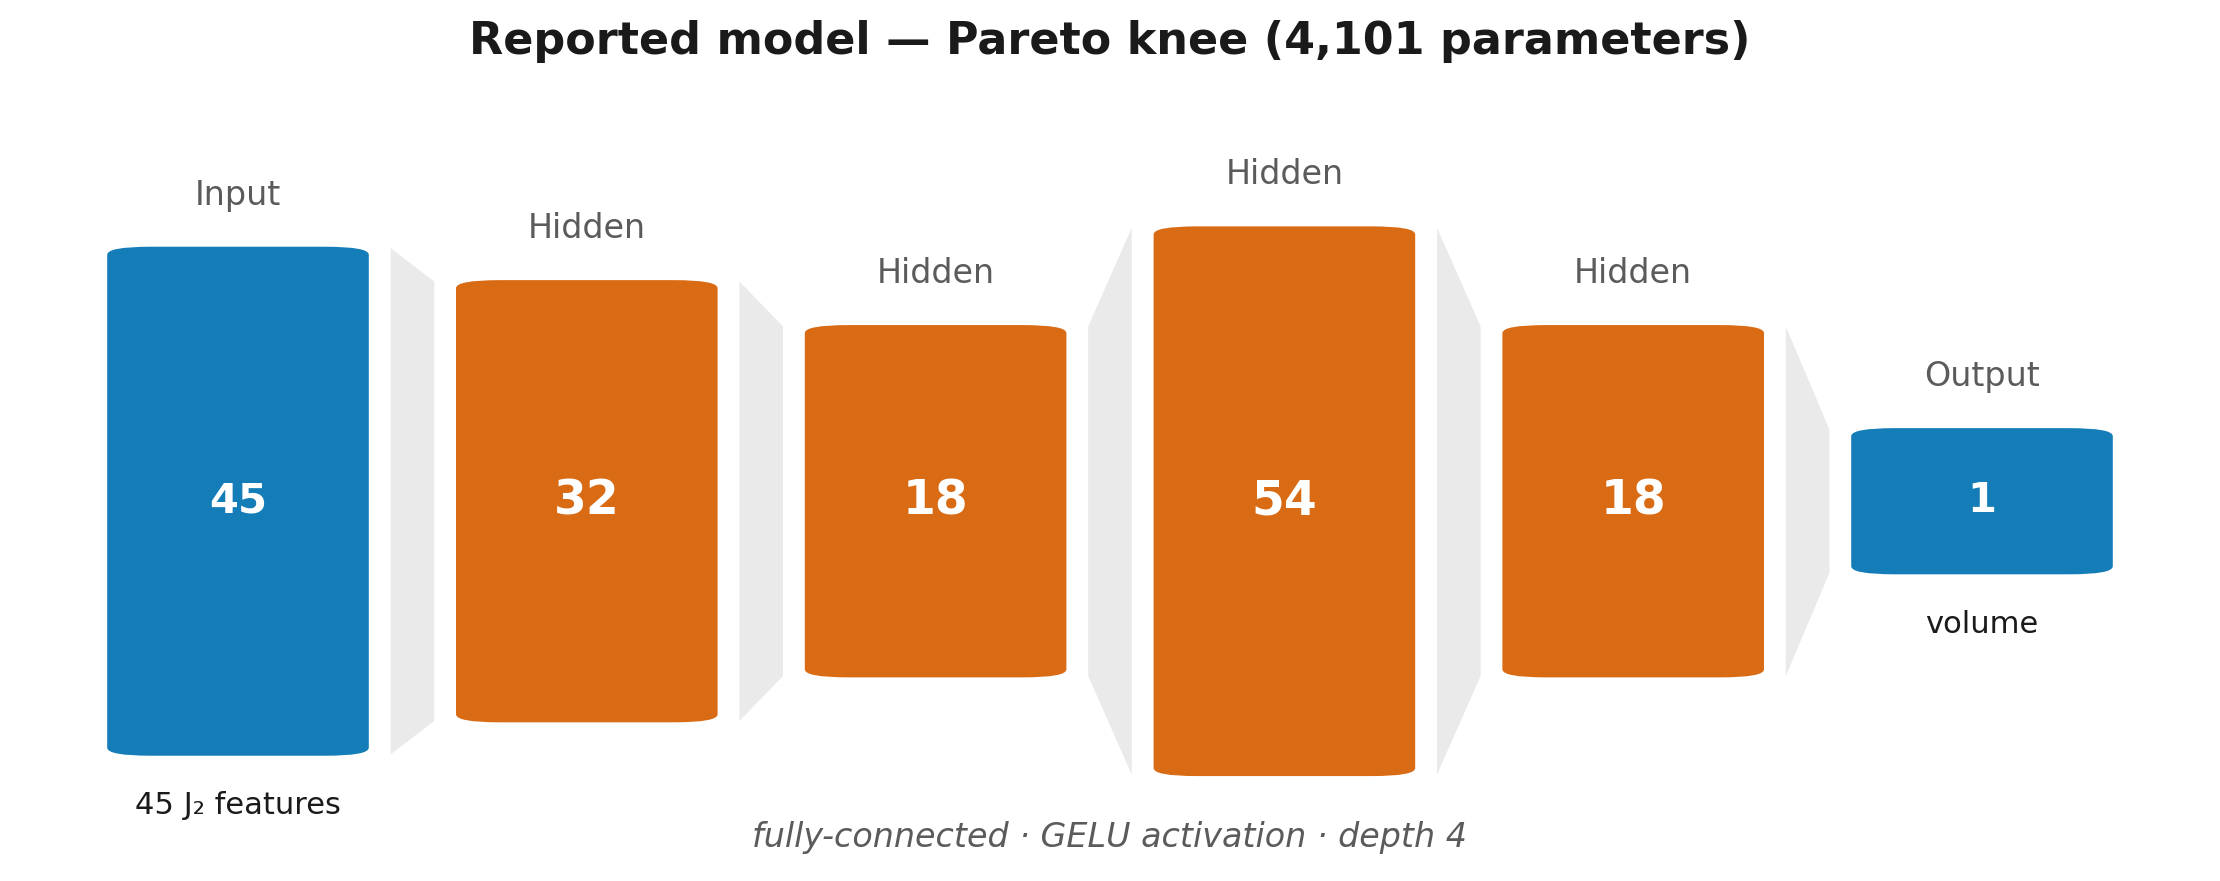 Reported model — Pareto knee (4,101 parameters)
Input
45
45 J₂ features
Hidden
32
Hidden
18
Hidden
54
Hidden
18
Output
1
volume
fully-connected · GELU activation · depth 4